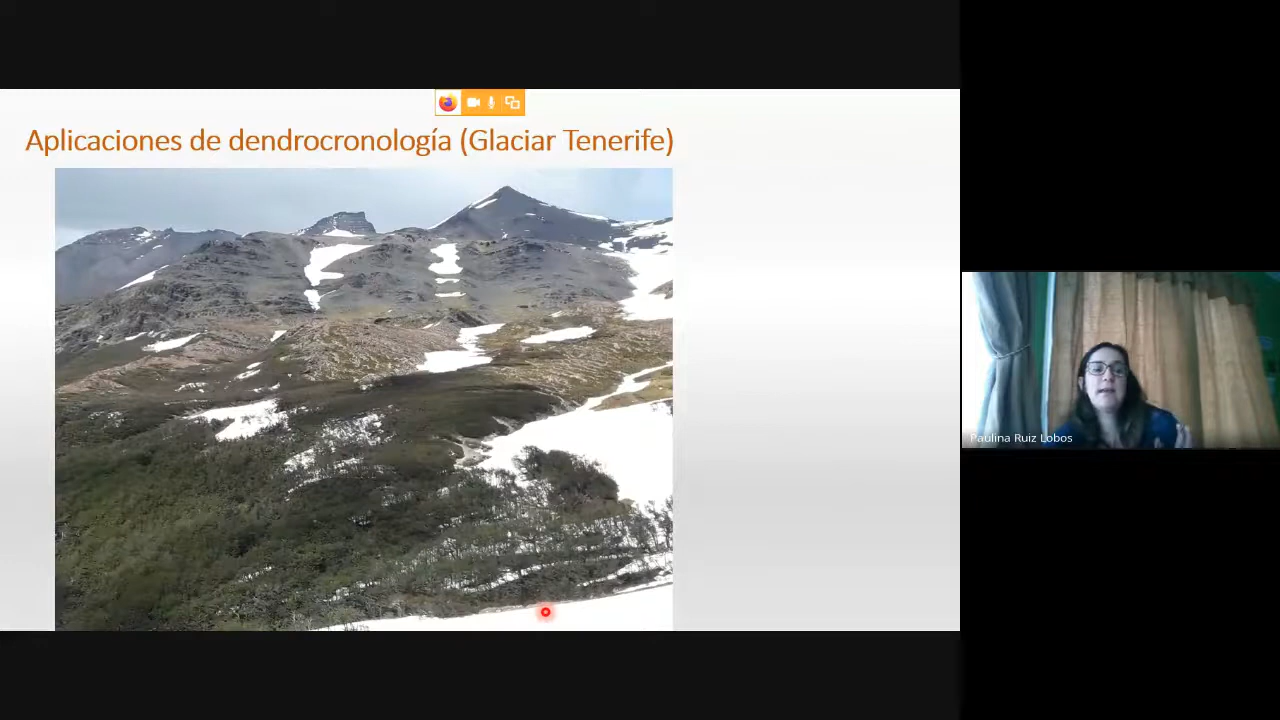 Aplicaciones de dendrocronología (Glaciar Tenerife)
Paulina Ruiz Lobos